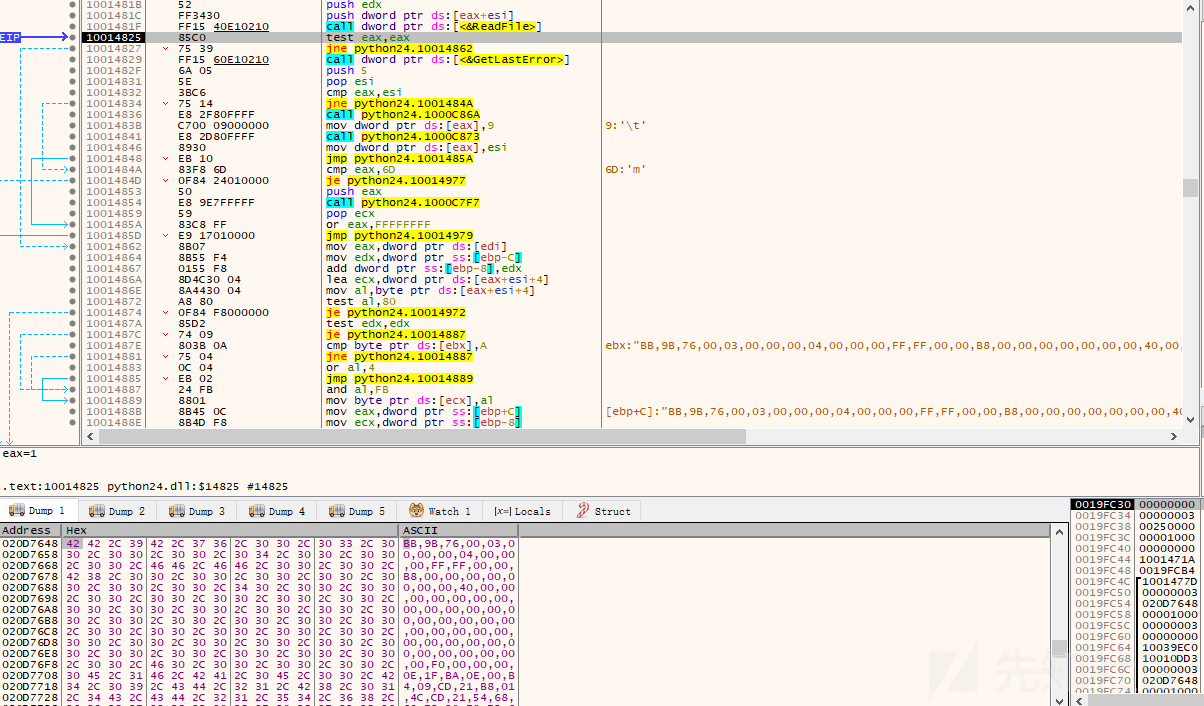 1001481B 52 push edx
1001481C FF3430 push dword ptr ds:[eax+esi]
1001481F FF15 40E10210 call dword ptr ds:[<&ReadFile>]
EIP 10014825 85C0 test eax,eax
10014827 75 39 jne python24.10014862
10014829 FF15 60E10210 call dword ptr ds:[<&GetLastError>]
1001482F 6A 05 push 5
10014831 5E pop esi
10014832 3BC6 cmp eax,esi
10014834 75 14 jne python24.1001484A
10014836 E8 2F80FFFF call python24.1000C86A
1001483B C700 09000000 mov dword ptr ds:[eax],9 9:'\t'
10014841 E8 2D80FFFF call python24.1000C873
10014846 8930 mov dword ptr ds:[eax],esi
10014848 EB 10 jmp python24.1001485A
1001484A 83F8 6D cmp eax,6D 6D:'m'
1001484D 0F84 24010000 je python24.10014977
10014853 50 push eax
10014854 E8 9E7FFFFF call python24.1000C7F7
10014859 59 pop ecx
1001485A 83C8 FF or eax,FFFFFFFF
1001485D E9 17010000 jmp python24.10014979
10014862 8B07 mov eax,dword ptr ds:[edi]
10014864 8B55 F4 mov edx,dword ptr ss:[ebp-C]
10014867 0155 F8 add dword ptr ss:[ebp-8],edx
1001486A 8D4C30 04 lea ecx,dword ptr ds:[eax+esi+4]
1001486E 8A4430 04 mov al,byte ptr ds:[eax+esi+4]
10014872 A8 80 test al,80
10014874 0F84 F8000000 je python24.10014972
1001487A 85D2 test edx,edx
1001487C 74 09 je python24.10014887
1001487E 803B 0A cmp byte ptr ds:[ebx],A ebx:"BB,9B,76,00,03,00,00,00,04,00,00,00,FF,FF,00,00,B8,00,00,00,00,00,00,00,40,00,
10014881 75 04 jne python24.10014887
10014883 0C 04 or al,4
10014885 EB 02 jmp python24.10014889
10014887 24 FB and al,FB
10014889 8801 mov byte ptr ds:[ecx],al
1001488B 8B45 0C mov eax,dword ptr ss:[ebp+C] [ebp+C]:"BB,9B,76,00,03,00,00,00,04,00,00,00,FF,FF,00,00,B8,00,00,00,00,00,00,00,40
1001488E 8B4D F8 mov ecx,dword ptr ss:[ebp-8]
eax=1
.text:10014825 python24.dll:$14825 #14825
Dump 1 Dump 2 Dump 3 Dump 4 Dump 5 Watch 1 [x=] Locals Struct
Address Hex ASCII
020D7648 42 42 2C 39 42 2C 37 36 2C 30 30 2C 30 33 2C 30 BB,9B,76,00,03,0
020D7658 30 2C 30 30 2C 30 30 2C 30 34 2C 30 30 2C 30 30 0,00,00,04,00,00
020D7668 2C 30 30 2C 46 46 2C 46 46 2C 30 30 2C 30 30 2C ,00,FF,FF,00,00,
020D7678 42 38 2C 30 30 2C 30 30 2C 30 30 2C 30 30 2C 30 B8,00,00,00,00,0
020D7688 30 2C 30 30 2C 30 30 2C 34 30 2C 30 30 2C 30 30 0,00,00,40,00,00
020D7698 2C 30 30 2C 30 30 2C 30 30 2C 30 30 2C 30 30 2C ,00,00,00,00,00,
020D76A8 30 30 2C 30 30 2C 30 30 2C 30 30 2C 30 30 2C 30 00,00,00,00,00,0
020D76B8 30 2C 30 30 2C 30 30 2C 30 30 2C 30 30 2C 30 30 0,00,00,00,00,00
020D76C8 2C 30 30 2C 30 30 2C 30 30 2C 30 30 2C 30 30 2C ,00,00,00,00,00,
020D76D8 30 30 2C 30 30 2C 30 30 2C 30 30 2C 30 30 2C 30 00,00,00,00,00,0
020D76E8 30 2C 30 30 2C 30 30 2C 30 30 2C 30 30 2C 30 30 0,00,00,00,00,00
020D76F8 2C 30 30 2C 46 30 2C 30 30 2C 30 30 2C 30 30 2C ,00,F0,00,00,00,
020D7708 30 45 2C 31 46 2C 42 41 2C 30 45 2C 30 30 2C 42 0E,1F,BA,0E,00,B
020D7718 34 2C 30 39 2C 43 44 2C 32 31 2C 42 38 2C 30 31 4,09,CD,21,B8,01
020D7728 2C 34 43 2C 43 44 2C 32 31 2C 35 34 2C 36 38 2C ,4C,CD,21,54,68,
0019FC30 00000000
0019FC34 00000003
0019FC38 00250000
0019FC3C 00001000
0019FC40 00000000
0019FC44 1001471A
0019FC48 0019FCB4
0019FC4C 1001477D
0019FC50 00000003
0019FC54 020D7648
0019FC58 00001000
0019FC5C 00000003
0019FC60 00000000
0019FC64 10039EC0
0019FC68 10010DD3
0019FC6C 00000003
0019FC70 020D7648
0019FC74 00001000
先知